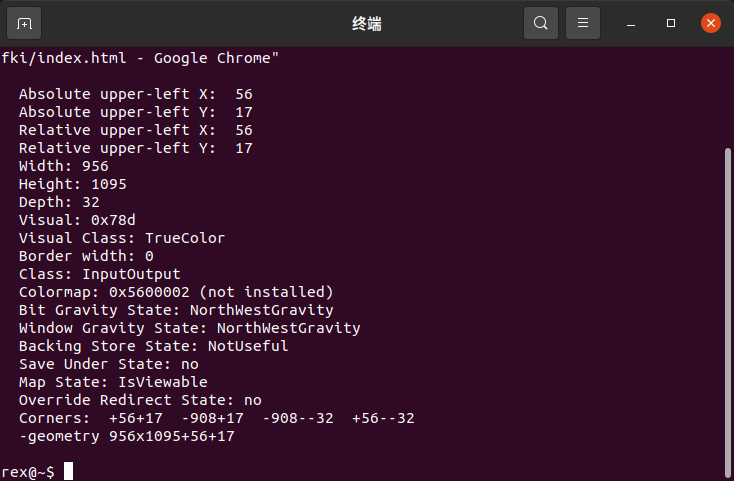 终端
fki/index.html - Google Chrome"
Absolute upper-left X:  56
Absolute upper-left Y:  17
Relative upper-left X:  56
Relative upper-left Y:  17
Width: 956
Height: 1095
Depth: 32
Visual: 0x78d
Visual Class: TrueColor
Border width: 0
Class: InputOutput
Colormap: 0x5600002 (not installed)
Bit Gravity State: NorthWestGravity
Window Gravity State: NorthWestGravity
Backing Store State: NotUseful
Save Under State: no
Map State: IsViewable
Override Redirect State: no
Corners:  +56+17  -908+17  -908--32  +56--32
-geometry 956x1095+56+17
rex@~$